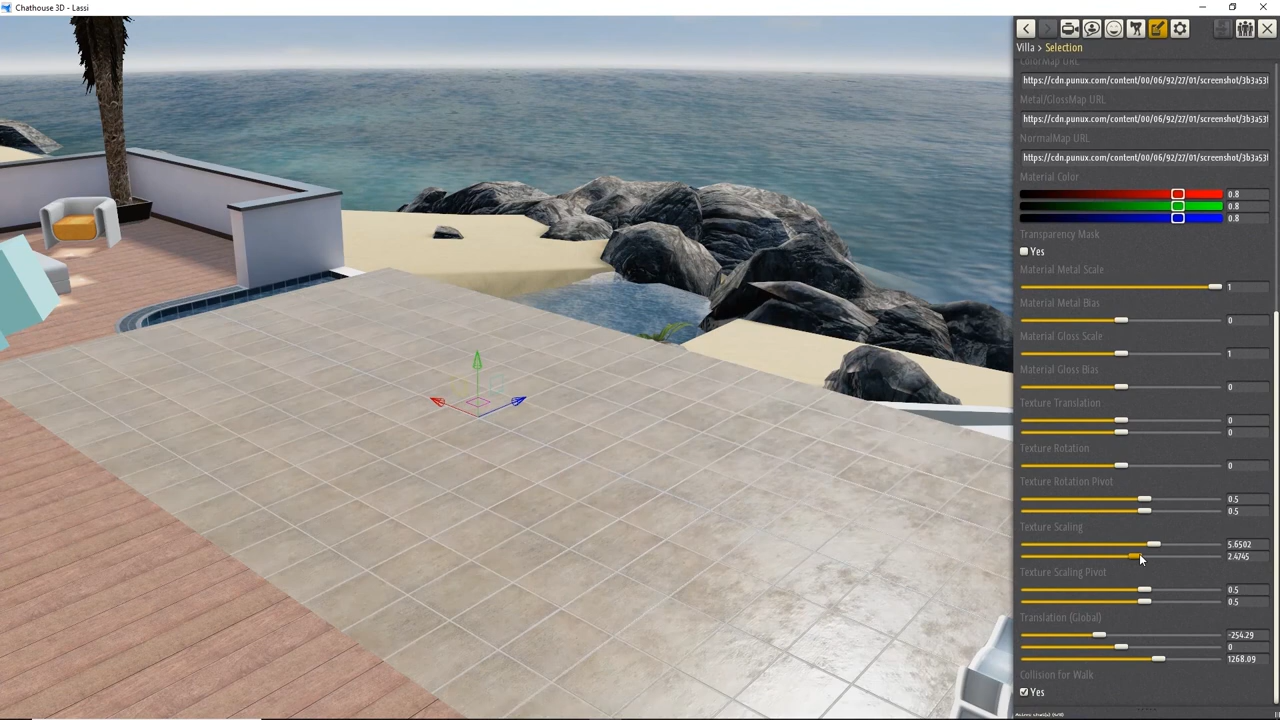 Chathouse 3D - Lassi
Villa > Selection
ColorMap URL
https://cdn.punux.com/content/00/06/92/27/01/screenshot/3b3a53
Metal/GlossMap URL
https://cdn.punux.com/content/00/06/92/27/01/screenshot/3b3a53
NormalMap URL
https://cdn.punux.com/content/00/06/92/27/01/screenshot/3b3a53
Material Color
0.8
0.8
0.8
Transparency Mask
Yes
Material Metal Scale
1
Material Metal Bias
0
Material Gloss Scale
1
Material Gloss Bias
0
Texture Translation
0
0
Texture Rotation
0
Texture Rotation Pivot
0.5
0.5
Texture Scaling
5.6502
2.4745
Texture Scaling Pivot
0.5
0.5
Translation (Global)
-254.29
0
1268.09
Collision for Walk
Yes